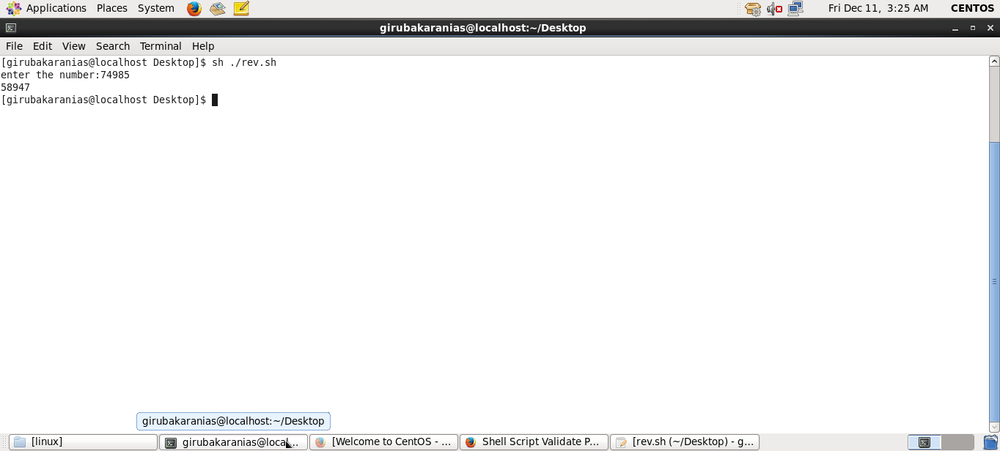 Applications Places System Fri Dec 11, 3:25 AM CENTOS
girubakaranias@localhost:~/Desktop
File Edit View Search Terminal Help
[girubakaranias@localhost Desktop]$ sh ./rev.sh
enter the number:74985
58947
[girubakaranias@localhost Desktop]$
girubakaranias@localhost:~/Desktop
[linux] girubakaranias@local... [Welcome to CentOS - ... Shell Script Validate P... [rev.sh (~/Desktop) - g...